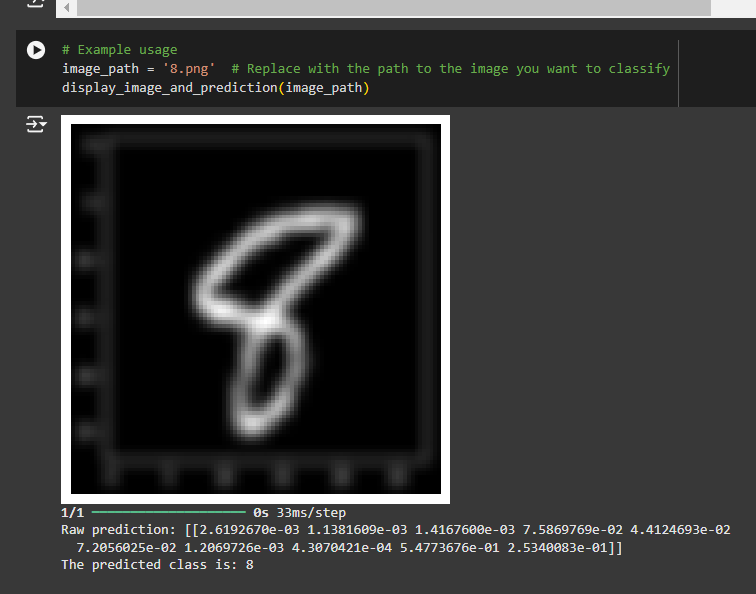 # Example usage
image_path = '8.png'  # Replace with the path to the image you want to classify
display_image_and_prediction(image_path)
8
1/1 ━━━━━━━━━━━━━━━━━━━━ 0s 33ms/step
Raw prediction: [[2.6192670e-03 1.1381609e-03 1.4167600e-03 7.5869769e-02 4.4124693e-02
  7.2056025e-02 1.2069726e-03 4.3070421e-04 5.4773676e-01 2.5340083e-01]]
The predicted class is: 8